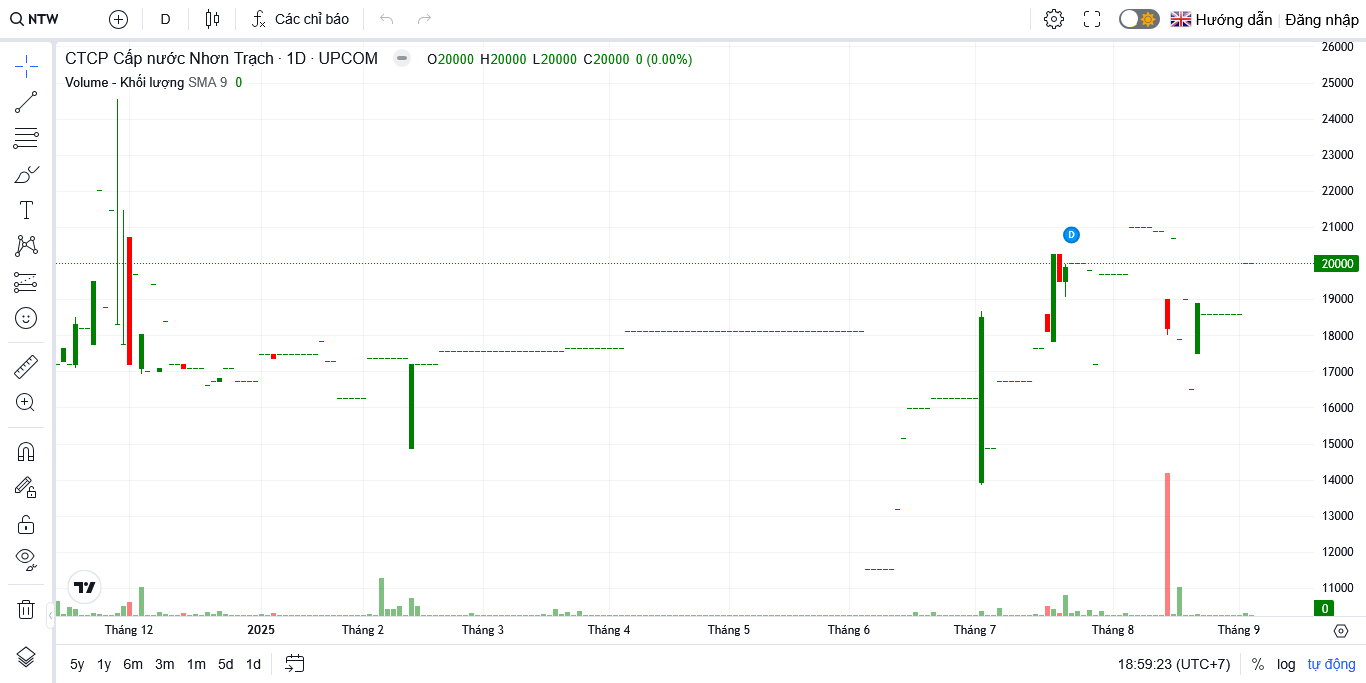 NTW D Các chỉ báo Hướng dẫn Đăng nhập
CTCP Cấp nước Nhơn Trạch · 1D · UPCOM O20000 H20000 L20000 C20000 0 (0.00%)
Volume - Khối lượng SMA 9 0
26000
25000
24000
23000
22000
21000
D
20000
19000
18000
17000
16000
15000
14000
13000
12000
11000
0
Tháng 12 2025 Tháng 2 Tháng 3 Tháng 4 Tháng 5 Tháng 6 Tháng 7 Tháng 8 Tháng 9
5y 1y 6m 3m 1m 5d 1d 18:59:23 (UTC+7) % log tự động